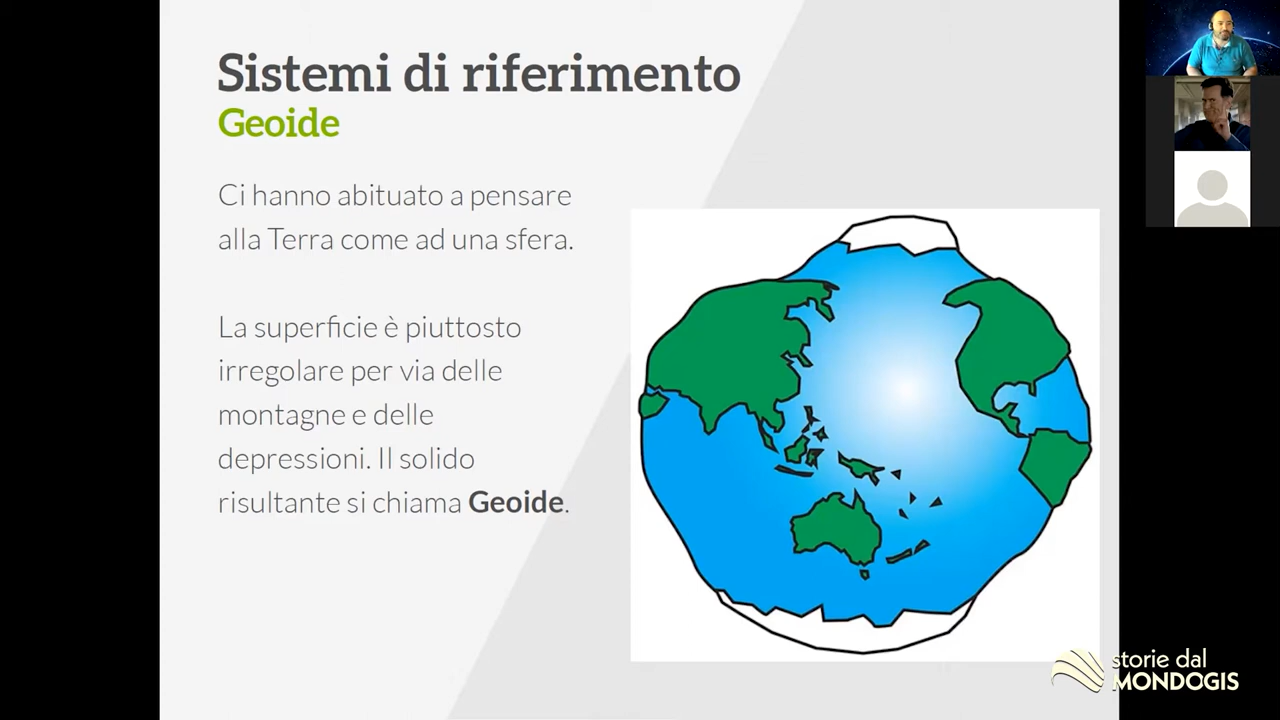 Sistemi di riferimento
Geoide
Ci hanno abituato a pensare
alla Terra come ad una sfera.
La superficie è piuttosto
irregolare per via delle
montagne e delle
depressioni. Il solido
risultante si chiama Geoide.
storie dal
MONDOGIS